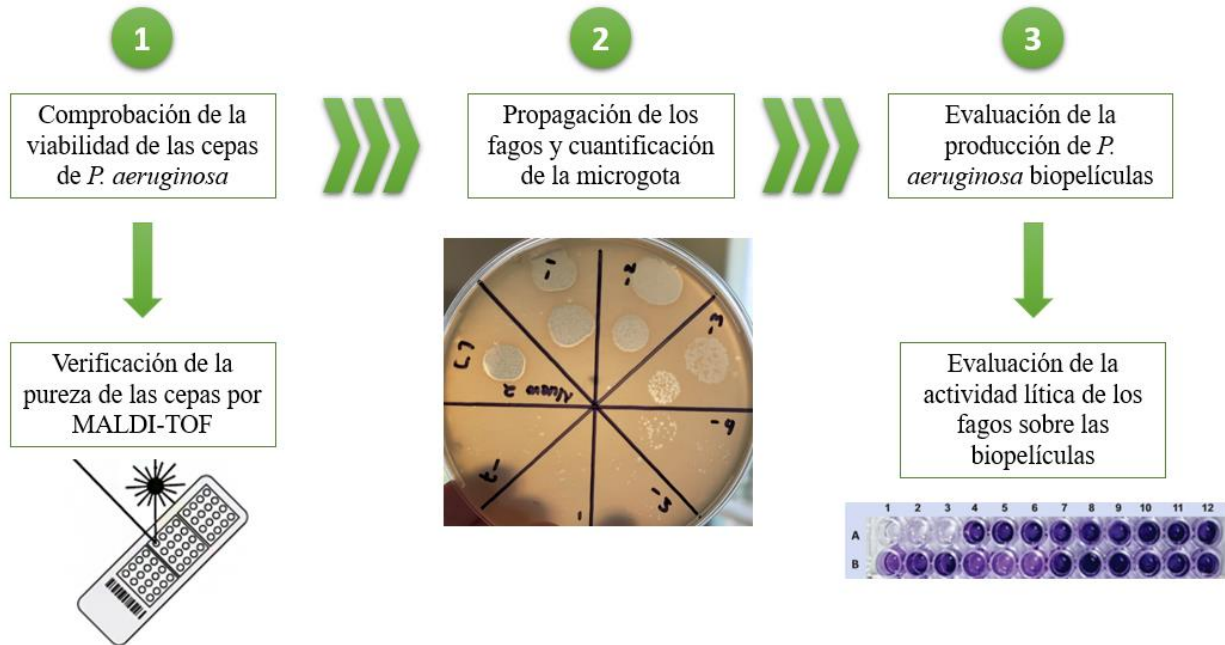 1
Comprobación de la
viabilidad de las cepas
de P. aeruginosa
Verificación de la
pureza de las cepas por
MALDI-TOF
2
Propagación de los
fagos y cuantificación
de la microgota
-1
-2
-3
[-]
Nuevo 2
-5
-7
-
3
Evaluación de la
producción de P.
aeruginosa biopelículas
Evaluación de la
actividad lítica de los
fagos sobre las
biopelículas
1 2 3 4 5 6 7 8 9 10 11 12
A
B